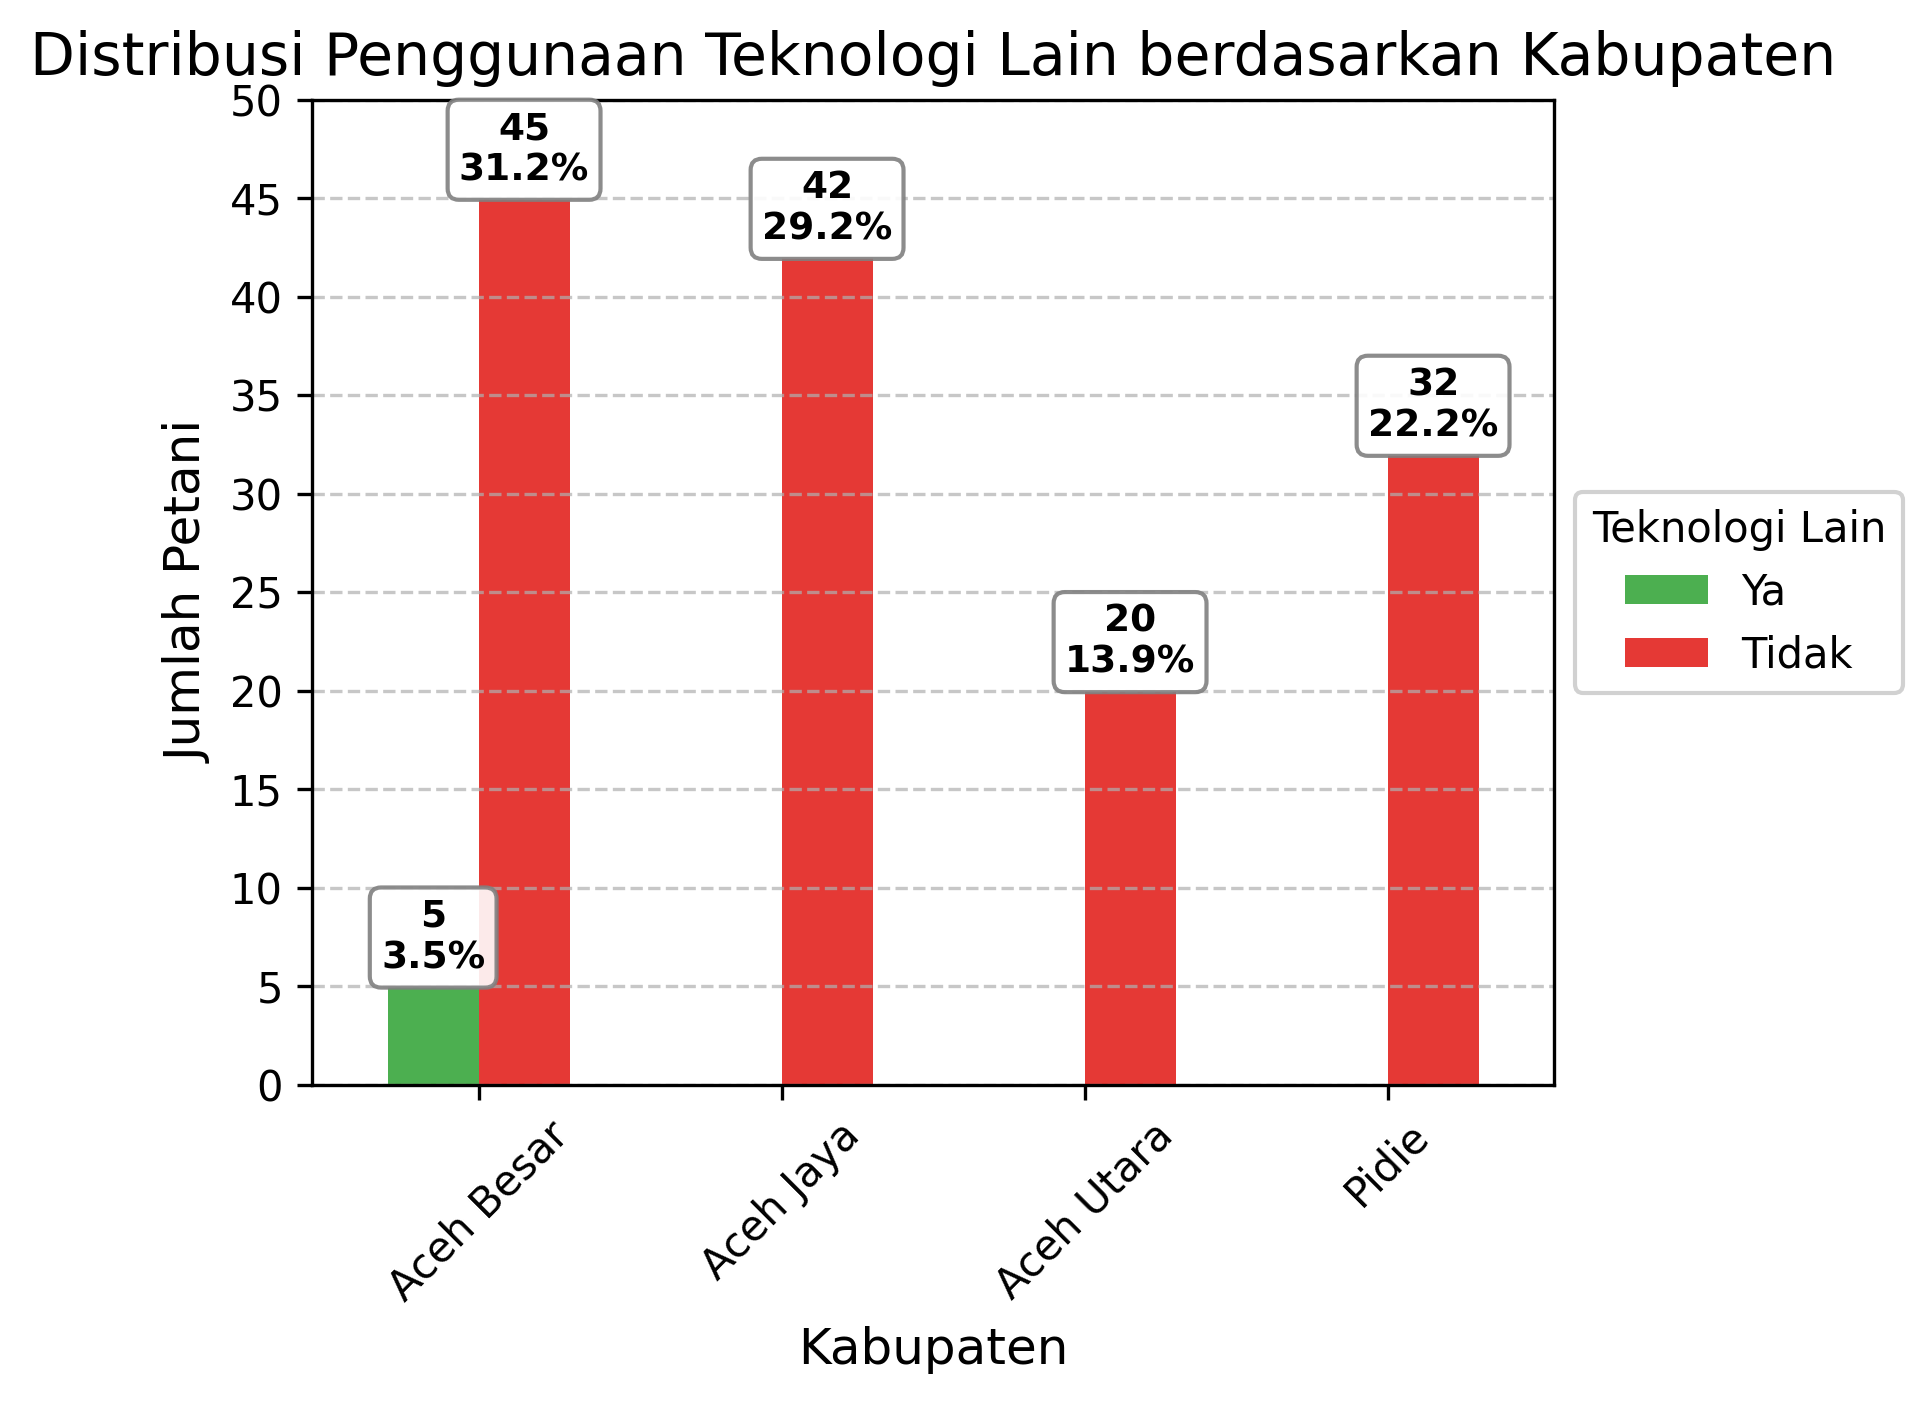 Distribusi Penggunaan Teknologi Lain berdasarkan Kabupaten
Jumlah Petani
50
45
40
35
30
25
20
15
10
5
0
5
3.5%
45
31.2%
42
29.2%
20
13.9%
32
22.2%
Aceh Besar
Aceh Jaya
Aceh Utara
Pidie
Kabupaten
Teknologi Lain
Ya
Tidak